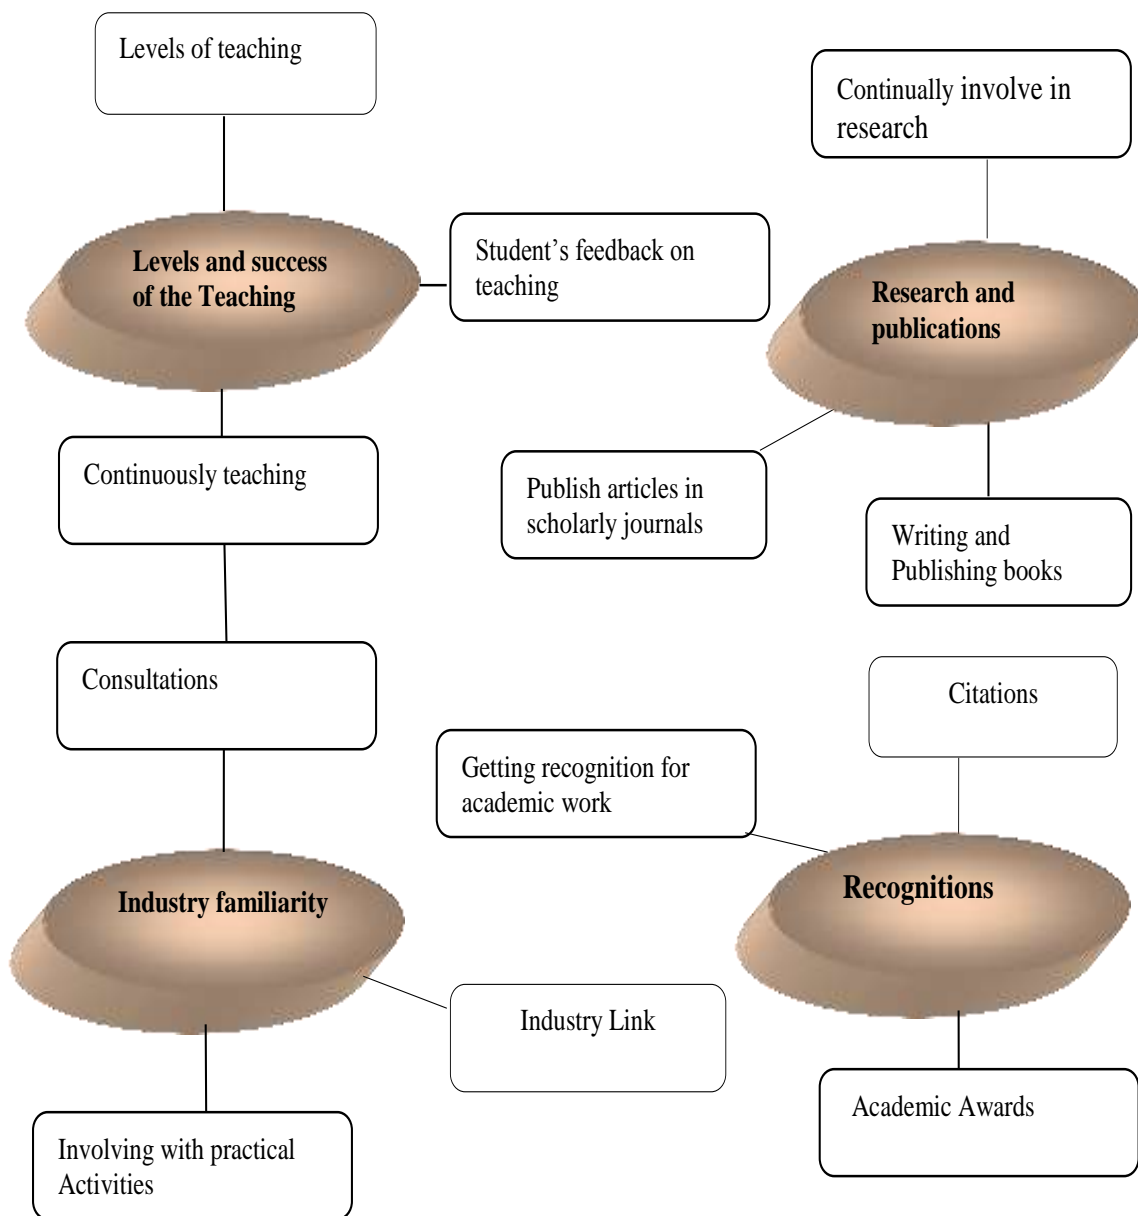 Levels of teaching
Continually involve in
research
Levels and success
of the Teaching
Student’s feedback on
teaching
Research and
publications
Continuously teaching
Publish articles in
scholarly journals
Writing and
Publishing books
Consultations
Citations
Getting recognition for
academic work
Industry familiarity
Recognitions
Industry Link
Academic Awards
Involving with practical
Activities